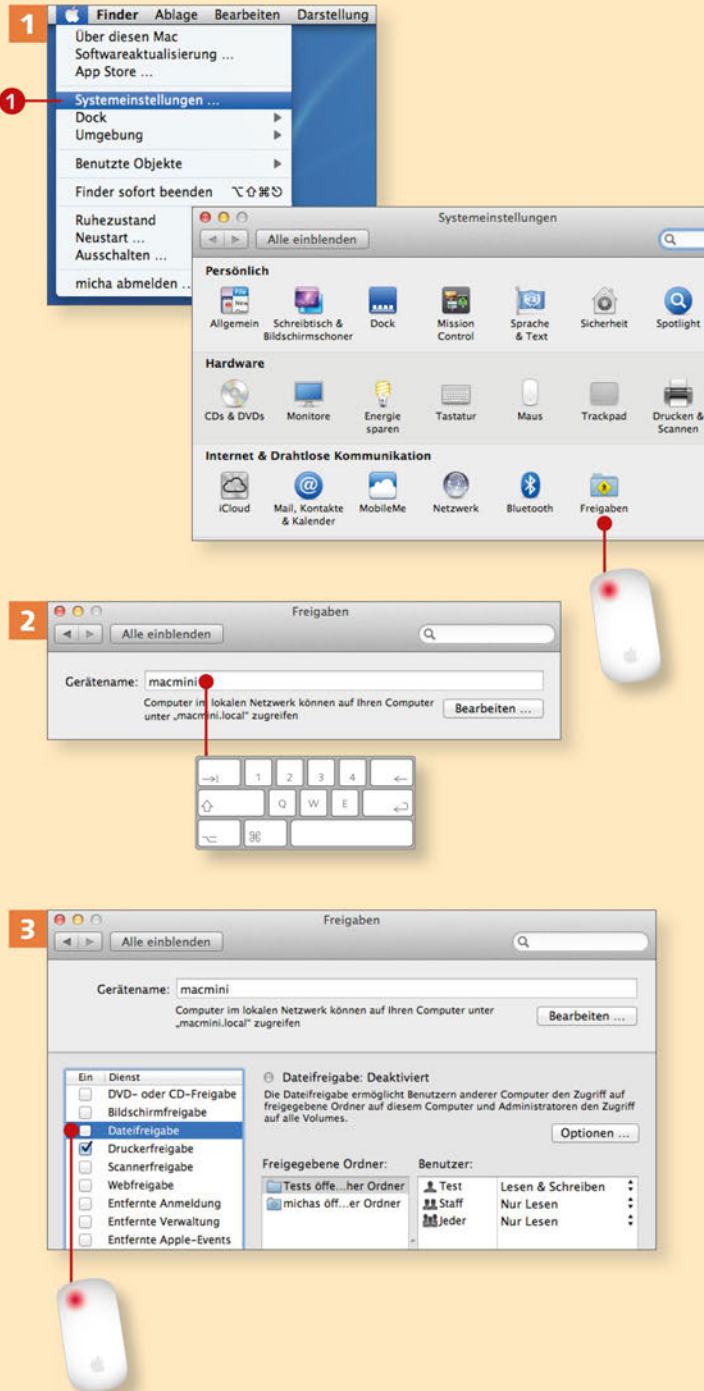 1
Finder Ablage Bearbeiten Darstellung
Über diesen Mac
Softwareaktualisierung ...
App Store ...
1
Systemeinstellungen ...
Dock
Umgebung
Benutzte Objekte
Finder sofort beenden ⌥⇧⌘⎋
Ruhezustand
Neustart ...
Ausschalten ...
micha abmelden ...
Systemeinstellungen
Alle einblenden
Persönlich
Allgemein
Schreibtisch &
Bildschirmschoner
Dock
Mission
Control
Sprache
& Text
Sicherheit
Spotlight
Hardware
CDs & DVDs
Monitore
Energie
sparen
Tastatur
Maus
Trackpad
Drucken &
Scannen
Internet & Drahtlose Kommunikation
iCloud
Mail, Kontakte
& Kalender
MobileMe
Netzwerk
Bluetooth
Freigaben
2
Freigaben
Alle einblenden
Gerätename: macmini
Computer im lokalen Netzwerk können auf Ihren Computer
unter „macmini.local" zugreifen
Bearbeiten ...
1 2 3 4
Q W E
⌥ ⌘
3
Freigaben
Alle einblenden
Gerätename: macmini
Computer im lokalen Netzwerk können auf Ihren Computer unter
„macmini.local" zugreifen
Bearbeiten ...
Ein Dienst
DVD- oder CD-Freigabe
Bildschirmfreigabe
Dateifreigabe
Druckerfreigabe
Scannerfreigabe
Webfreigabe
Entfernte Anmeldung
Entfernte Verwaltung
Entfernte Apple-Events
Dateifreigabe: Deaktiviert
Die Dateifreigabe ermöglicht Benutzern anderer Computer den Zugriff auf
freigegebene Ordner auf diesem Computer und Administratoren den Zugriff
auf alle Volumes.
Optionen ...
Freigegebene Ordner:
Tests öffe...her Ordner
michas öff...er Ordner
Benutzer:
Test Lesen & Schreiben
Staff Nur Lesen
Jeder Nur Lesen